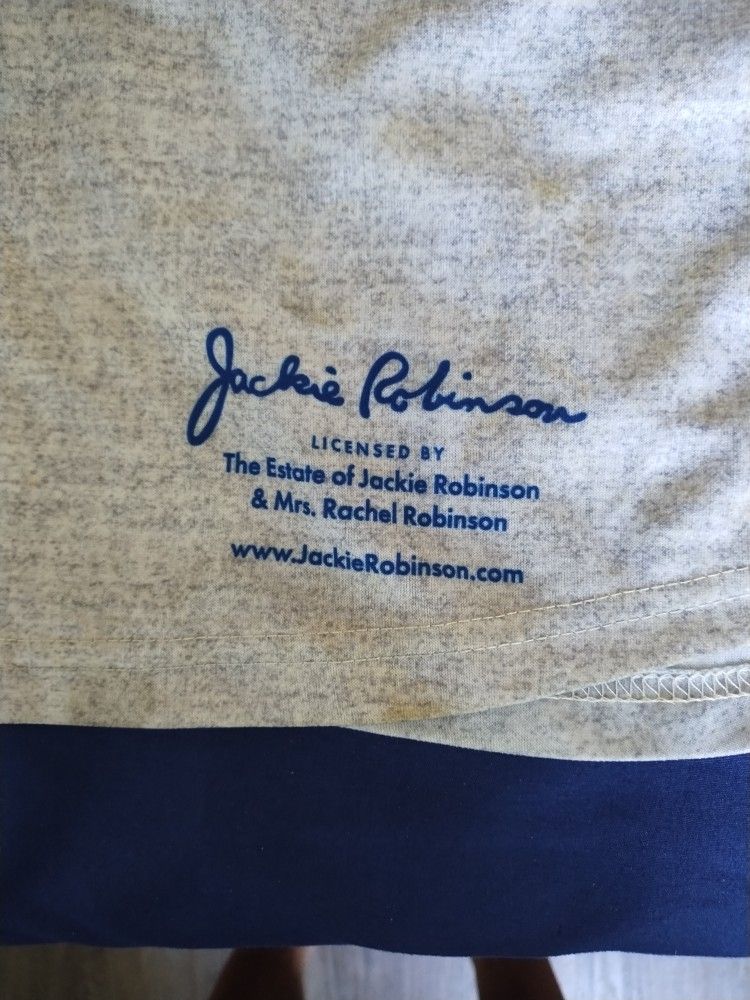 Jackie Robinson
LICENSED BY
The Estate of Jackie Robinson
& Mrs. Rachel Robinson
www.JackieRobinson.com